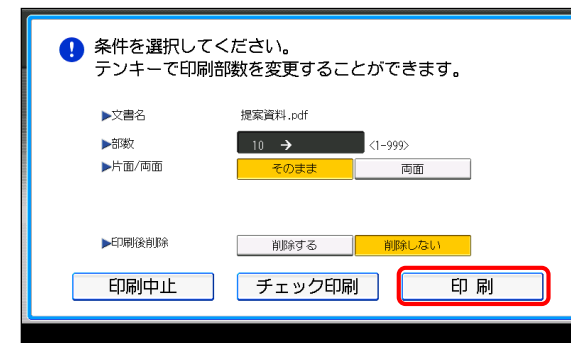 条件を選択してください。
テンキーで印刷部数を変更することができます。
▶文書名 提案資料.pdf
▶部数 10 → <1-999>
▶片面/両面 そのまま 両面
▶印刷後削除 削除する 削除しない
印刷中止 チェック印刷 印 刷